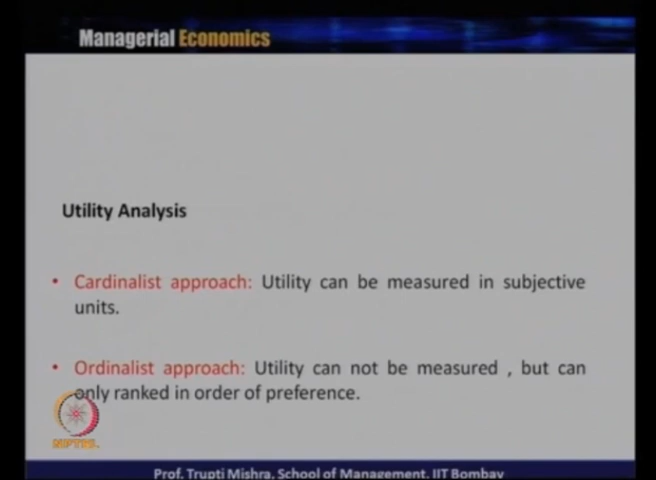 Managerial Economics
Utility Analysis
• Cardinalist approach: Utility can be measured in subjective
units.
• Ordinalist approach: Utility can not be measured , but can
only ranked in order of preference.
NPTEL
Prof. Trupti Mishra, School of Management, IIT Bombay